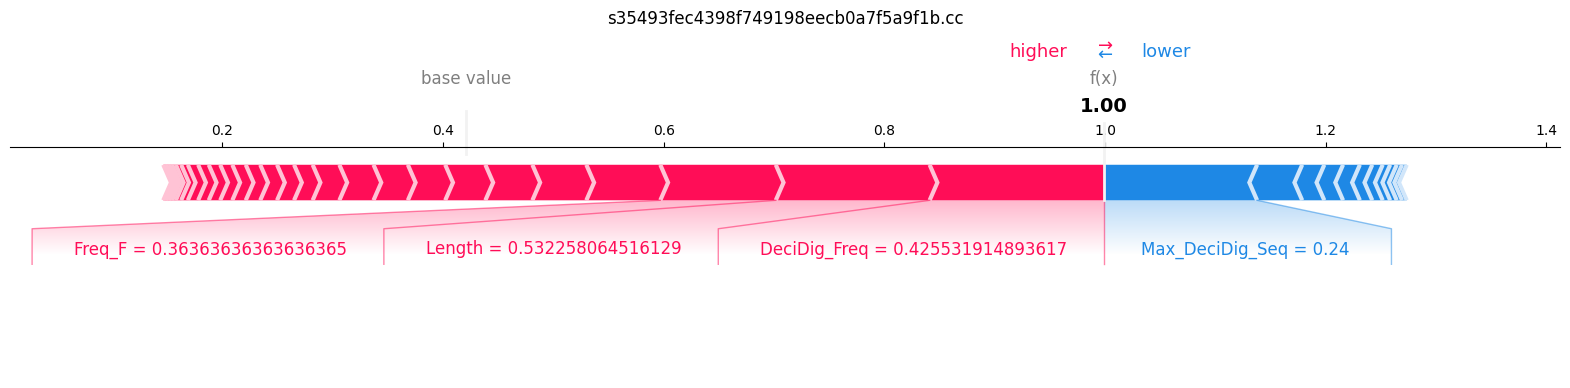 s35493fec4398f749198eecb0a7f5a9f1b.cc
higher ⇄ lower
base value f(x)
1.00
0.2 0.4 0.6 0.8 1.0 1.2 1.4
Freq_F = 0.36363636363636365 Length = 0.532258064516129 DeciDig_Freq = 0.425531914893617 Max_DeciDig_Seq = 0.24